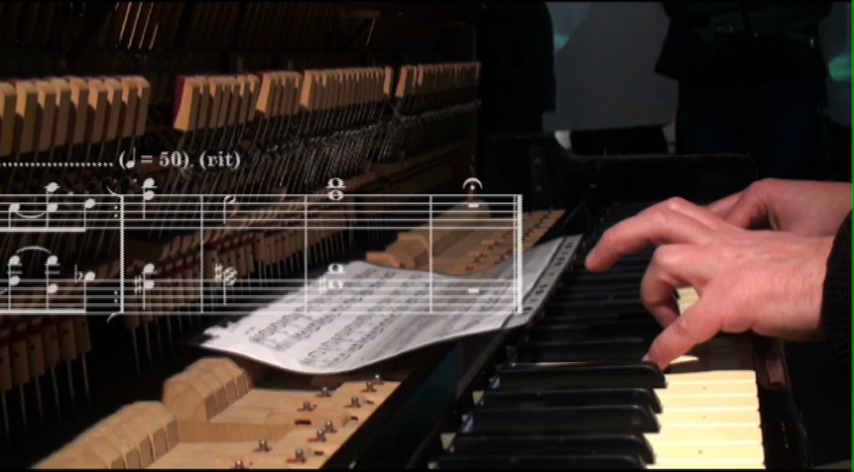 (♩ = 50) (rit)